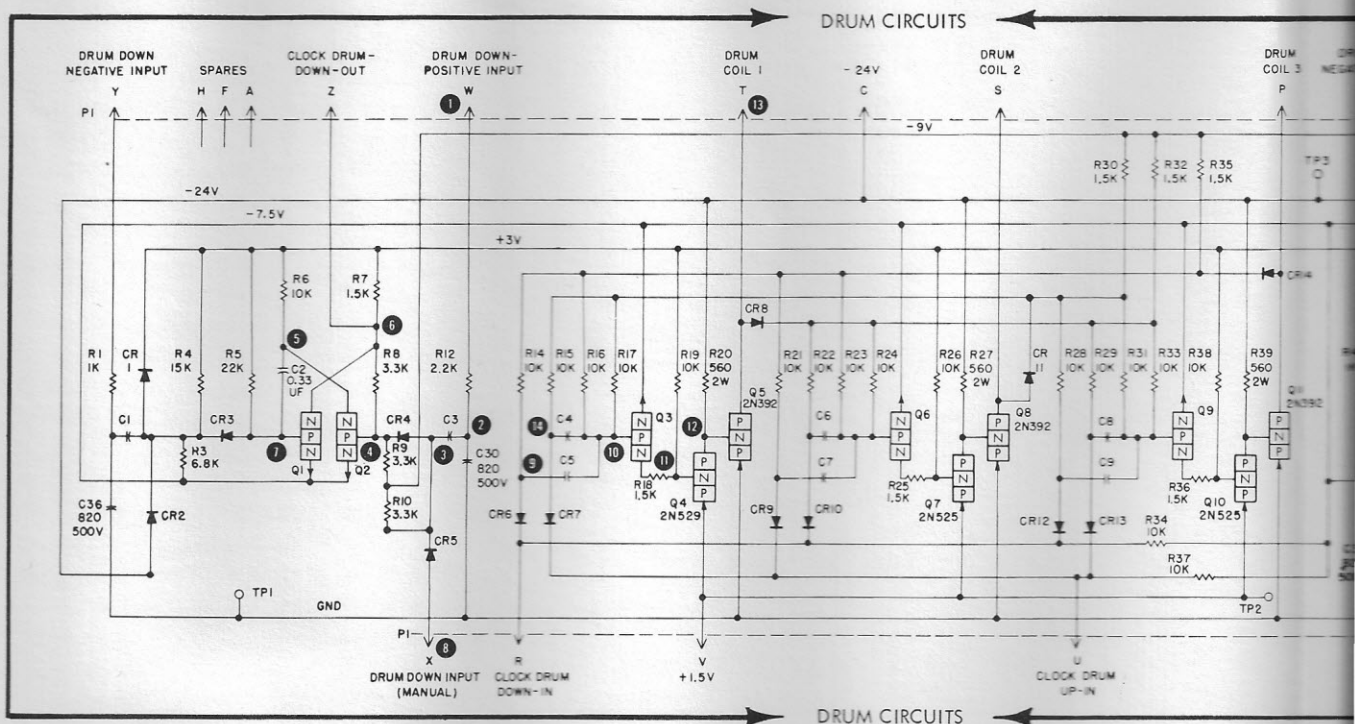 DRUM CIRCUITS
DRUM DOWN
NEGATIVE INPUT
Y
SPARES
H F A
CLOCK DRUM-
DOWN-OUT
Z
DRUM DOWN-
POSITIVE INPUT
W
1
DRUM
COIL 1
T
13
- 24V
C
DRUM
COIL 2
S
DRUM
COIL 3
P
P1
-9V
R30
1.5K
R32
1.5K
R35
1.5K
TP3
-24V
-7.5V
+3V
R6
10K
R7
1.5K
CR14
5
6
CR8
R1
1K
CR
1
R4
15K
R5
22K
C2
0.33
UF
R8
3.3K
R12
2.2K
R14
10K
R15
10K
R16
10K
R17
10K
R19
10K
R20
560
2W
R21
10K
R22
10K
R23
10K
R24
10K
R26
10K
R27
560
2W
CR
11
R28
10K
R29
10K
R31
10K
R33
10K
R38
10K
R39
560
2W
Q5
2N392
Q11
2N392
C1
CR3
N
P
N
N
P
N
CR4
C3
2
14
C4
N
P
N
Q3
12
P
N
P
C6
N
P
N
Q6
P
N
P
Q8
2N392
C8
N
P
N
Q9
P
N
P
R3
6.8K
7
Q1
4
Q2
R9
3.3K
3
C30
820
500V
9
C5
10
11
R18
1.5K
P
N
P
Q4
2N529
C7
R25
1.5K
P
N
P
Q7
2N525
C9
R36
1.5K
P
N
P
Q10
2N525
C36
820
500V
CR2
R10
3.3K
CR5
CR6
CR7
CR9
CR10
CR12
CR13
R34
10K
R37
10K
TP1
GND
TP2
P1
X
8
DRUM DOWN INPUT
(MANUAL)
R
CLOCK DRUM
DOWN-IN
V
+1.5V
U
CLOCK DRUM
UP-IN
DRUM CIRCUITS